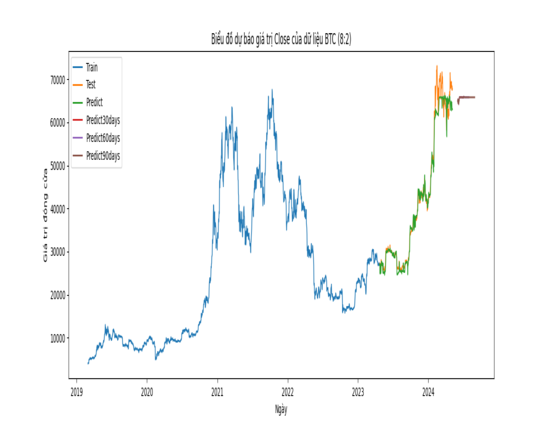 Biểu đồ dự báo giá trị Close của dữ liệu BTC (8:2)
Train
Test
Predict
Predict30days
Predict60days
Predict90days
70000
60000
50000
40000
30000
20000
10000
Giá trị đóng cửa
2019 2020 2021 2022 2023 2024
Ngày